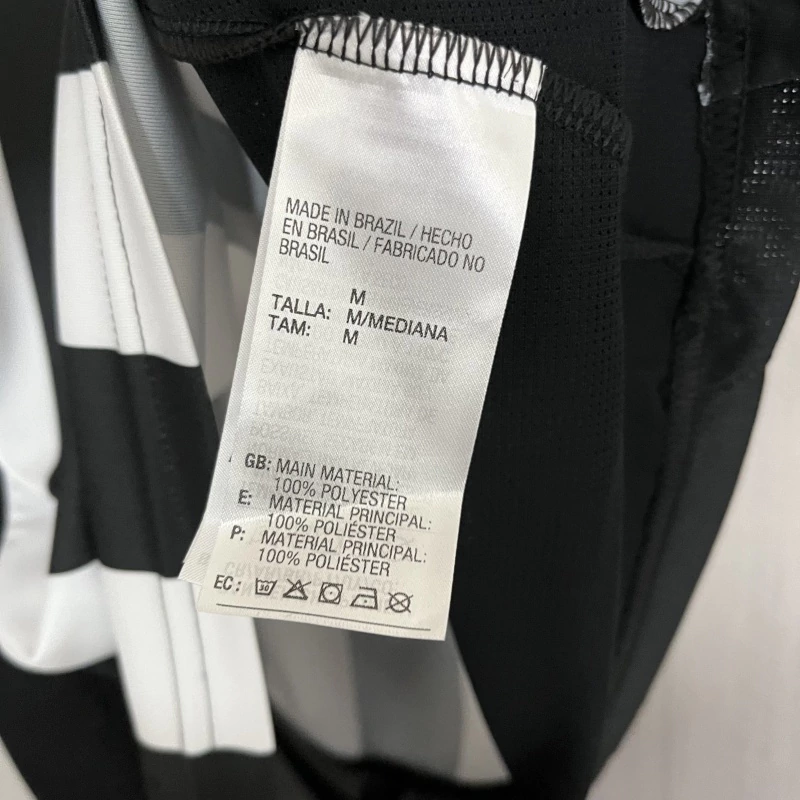 MADE IN BRAZIL / HECHO
EN BRASIL / FABRICADO NO
BRASIL
M
TALLA: M/MEDIANA
TAM: M
GB: MAIN MATERIAL:
100% POLYESTER
E: MATERIAL PRINCIPAL:
100% POLIÉSTER
P: MATERIAL PRINCIPAL:
100% POLIÉSTER
EC: 30